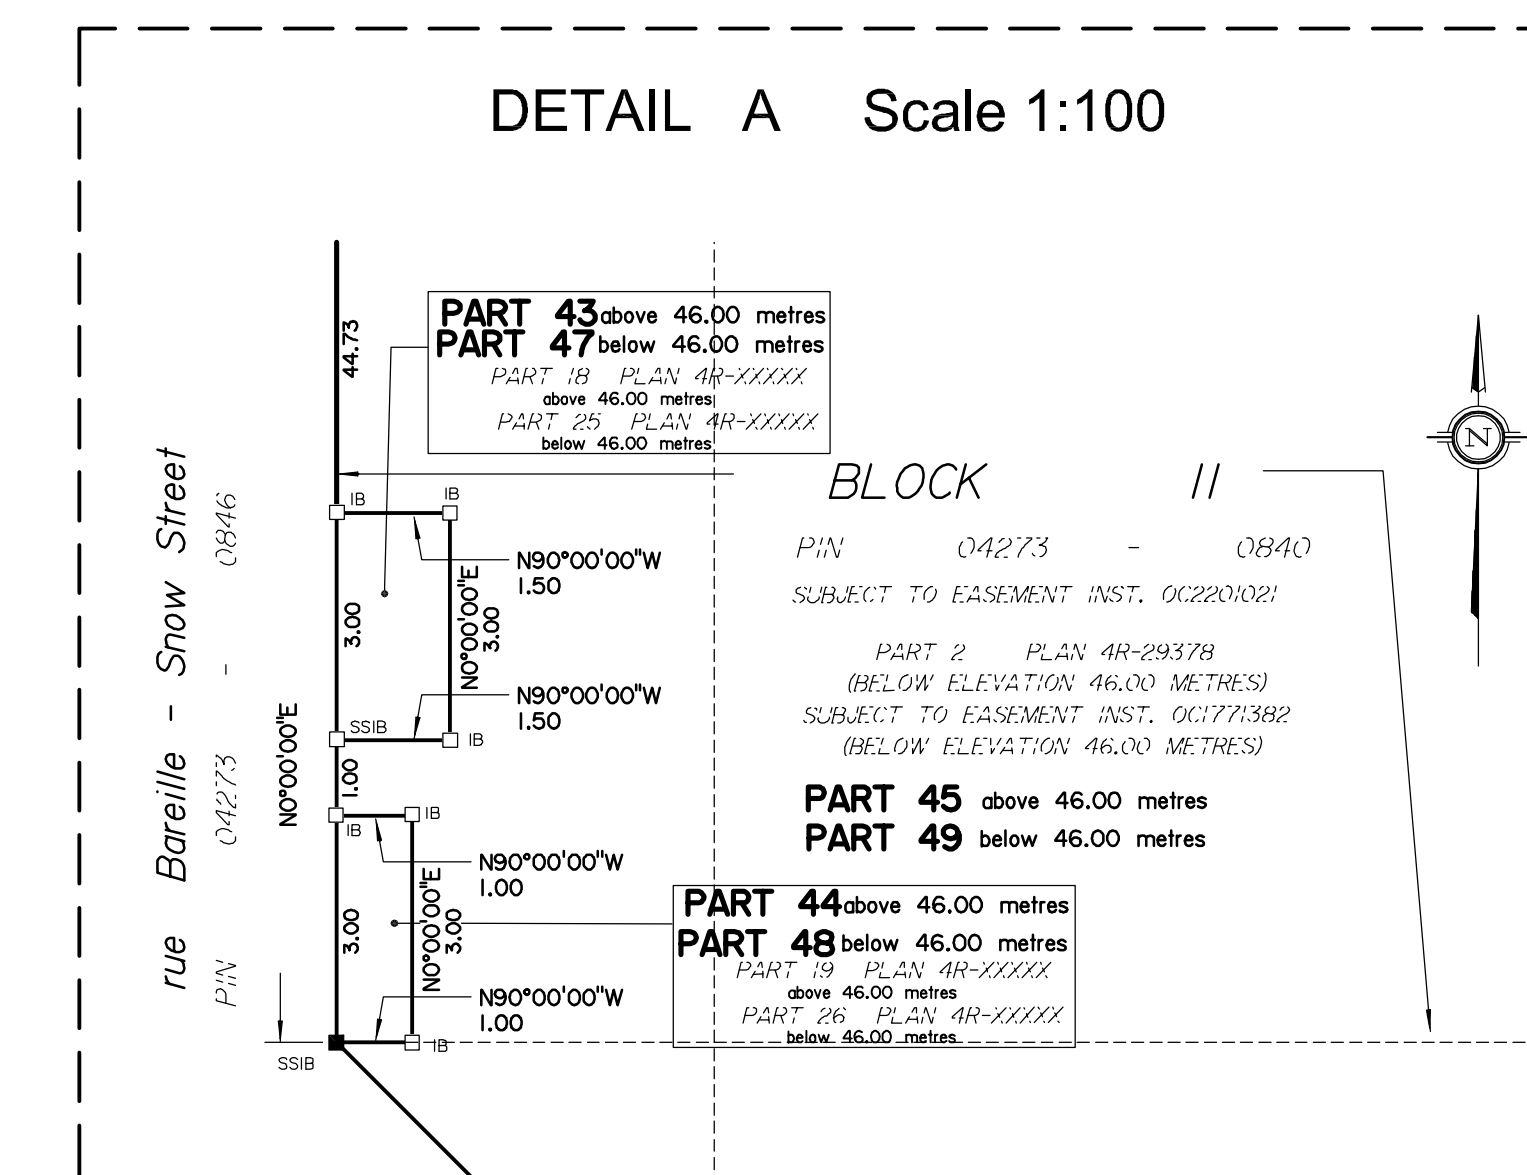 DETAIL A Scale 1:100
PART 43 above 46.00 metres
PART 47 below 46.00 metres
PART 18 PLAN 4R-XXXXX
above 46.00 metres
PART 25 PLAN 4R-XXXXX
below 46.00 metres
44.73
N
BLOCK 11
IB
IB
PIN 04273 - 0840
N90°00'00"W
1.50
SUBJECT TO EASEMENT INST. OC2201021
3.00
N0°00'00"E
3.00
PART 2 PLAN 4R-29378
(BELOW ELEVATION 46.00 METRES)
N90°00'00"W
1.50
SUBJECT TO EASEMENT INST. OC1771382
(BELOW ELEVATION 46.00 METRES)
SSIB
IB
rue Bareille - Snow Street
PIN 04273 - 0846
N0°00'00"E
1.00
PART 45 above 46.00 metres
PART 49 below 46.00 metres
IB
IB
N90°00'00"W
1.00
3.00
N0°00'00"E
3.00
PART 44 above 46.00 metres
PART 48 below 46.00 metres
PART 19 PLAN 4R-XXXXX
above 46.00 metres
PART 26 PLAN 4R-XXXXX
below 46.00 metres
N90°00'00"W
1.00
IB
SSIB